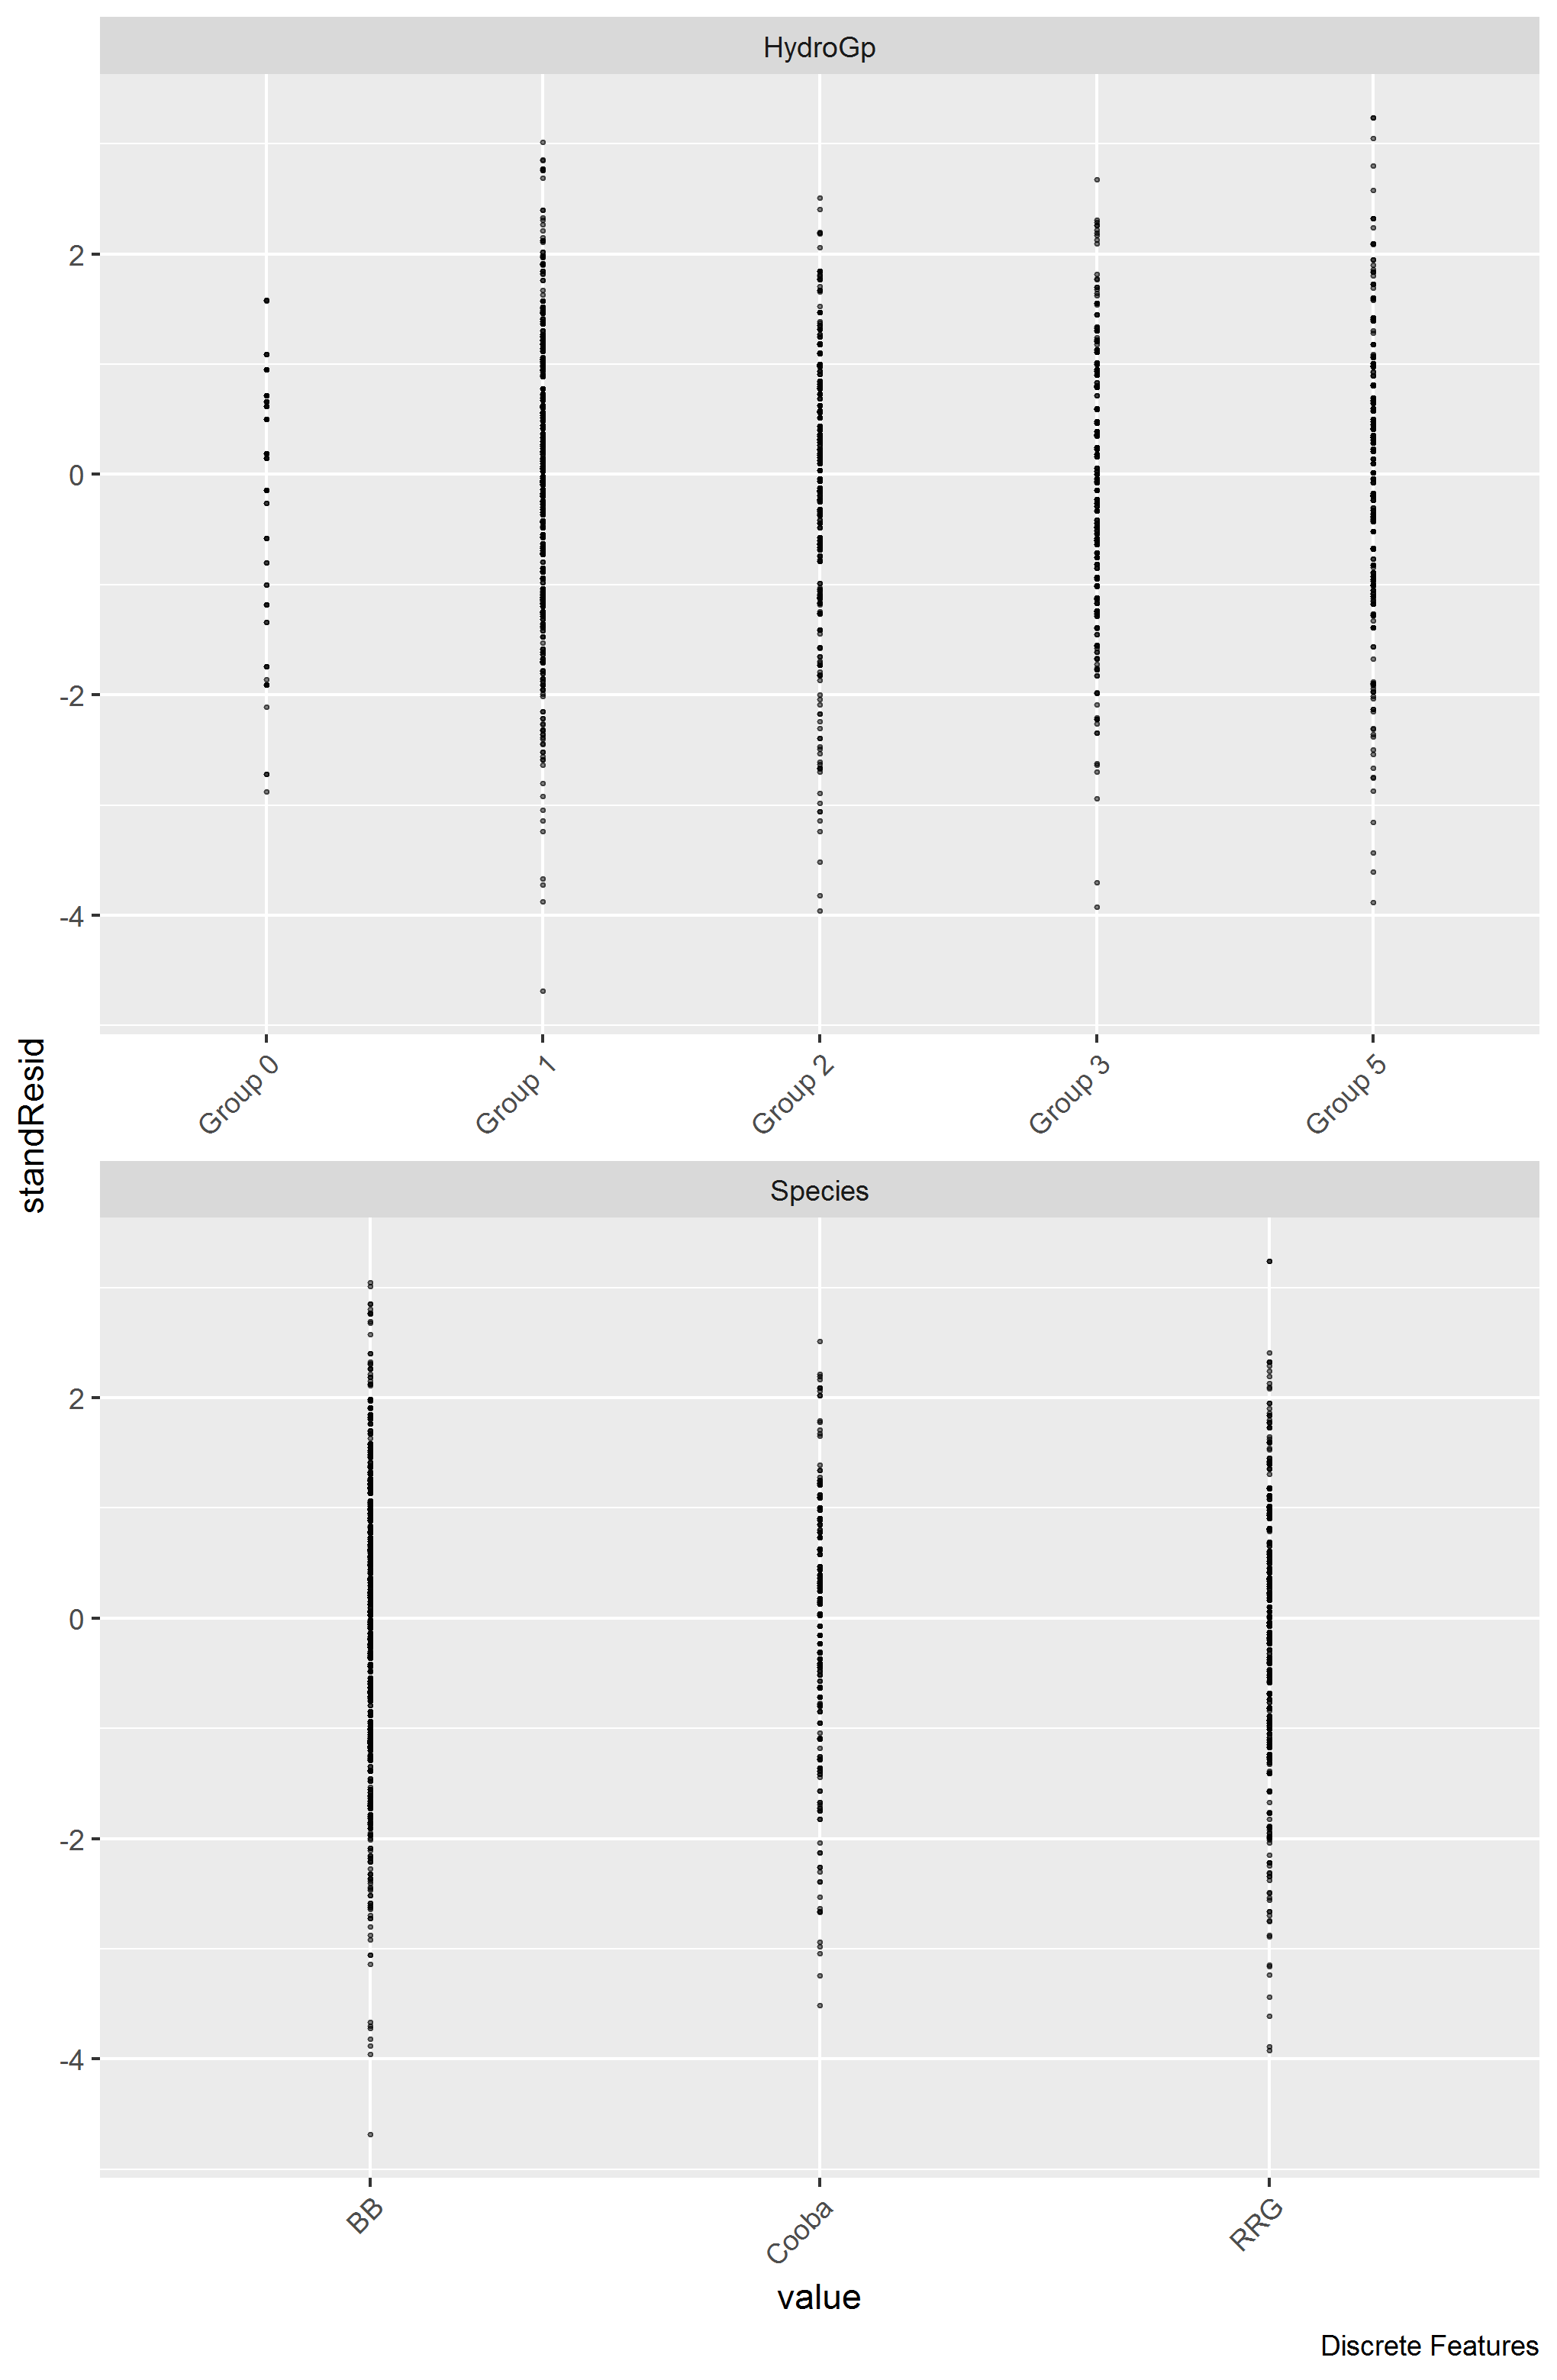 HydroGp
2
0
-2
-4
Group 0
Group 1
Group 2
Group 3
Group 5
standResid
Species
2
0
-2
-4
BB
Cooba
RRG
value
Discrete Features